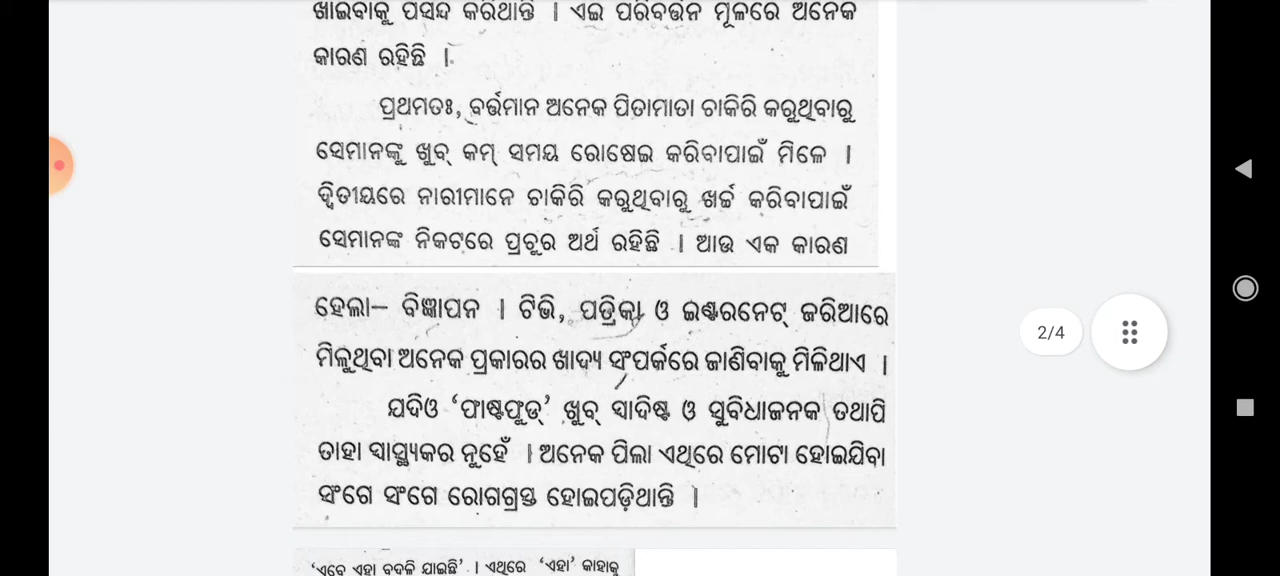 ଖାଇବାକୁ ପସନ୍ଦ କରିଥାନ୍ତି । ଏଇ ପରିବର୍ତ୍ତନ ମୂଳରେ ଅନେକ
କାରଣ ରହିଛି ।
ପ୍ରଥମତଃ, ବର୍ତ୍ତମାନ ଅନେକ ପିତାମାତା ଚାକିରି କରୁଥିବାରୁ
ସେମାନଙ୍କୁ ଖୁବ୍ କମ୍ ସମୟ ରୋଷେଇ କରିବାପାଇଁ ମିଳେ ।
ଦ୍ୱିତୀୟରେ ନାରୀମାନେ ଚାକିରି କରୁଥିବାରୁ ଖର୍ଚ୍ଚ କରିବାପାଇଁ
ସେମାନଙ୍କ ନିକଟରେ ପ୍ରଚୁର ଅର୍ଥ ରହିଛି । ଆଉ ଏକ କାରଣ
ହେଲା– ବିଜ୍ଞାପନ । ଟିଭି, ପତ୍ରିକା ଓ ଇଣ୍ଟରନେଟ୍ ଜରିଆରେ
ମିଳୁଥିବା ଅନେକ ପ୍ରକାରର ଖାଦ୍ୟ ସଂପର୍କରେ ଜାଣିବାକୁ ମିଳିଥାଏ ।
2/4
ଯଦିଓ ‘ଫାଷ୍ଟଫୁଡ୍’ ଖୁବ୍ ସ୍ୱାଦିଷ୍ଟ ଓ ସୁବିଧାଜନକ ତଥାପି
ତାହା ସ୍ୱାସ୍ଥ୍ୟକର ନୁହେଁ । ଅନେକ ପିଲା ଏଥିରେ ମୋଟା ହୋଇଯିବା
ସଂଗେ ସଂଗେ ରୋଗଗ୍ରସ୍ତ ହୋଇପଡ଼ିଥାନ୍ତି ।
‘ଏବେ ଏହା ବଦଳି ଯାଇଛି’ । ଏଥିରେ ‘ଏହା’ କାହାକୁ